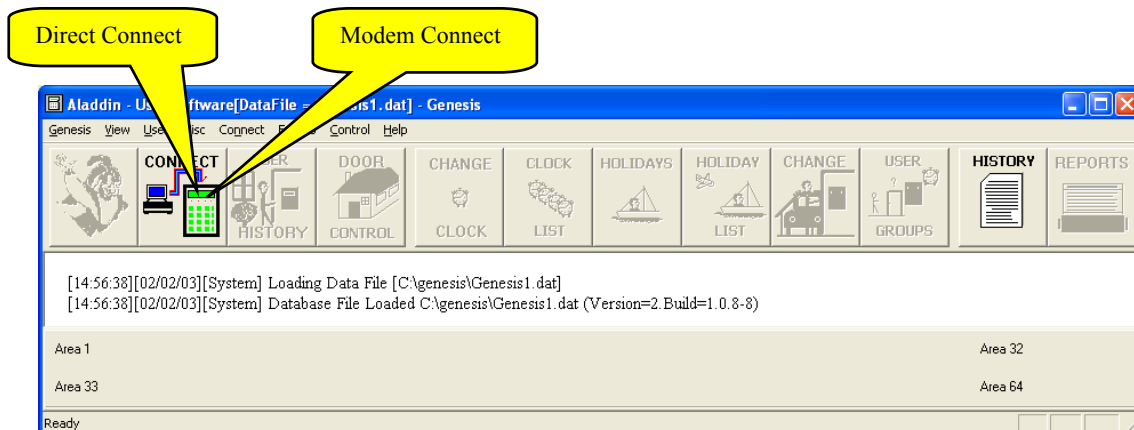 Direct Connect
Modem Connect
Aladdin - Us ftware[DataFile = sis1.dat] - Genesis
Genesis View Use isc Connect Control Help
CONNECT
USER
HISTORY
DOOR
CONTROL
CHANGE
CLOCK
CLOCK
LIST
HOLIDAYS
HOLIDAY
LIST
CHANGE
USER
GROUPS
HISTORY
REPORTS
[14:56:38][02/02/03][System] Loading Data File [C:\genesis\Genesis1.dat]
[14:56:38][02/02/03][System] Database File Loaded C:\genesis\Genesis1.dat (Version=2.Build=1.0.8-8)
Area 1 Area 32
Area 33 Area 64
Ready